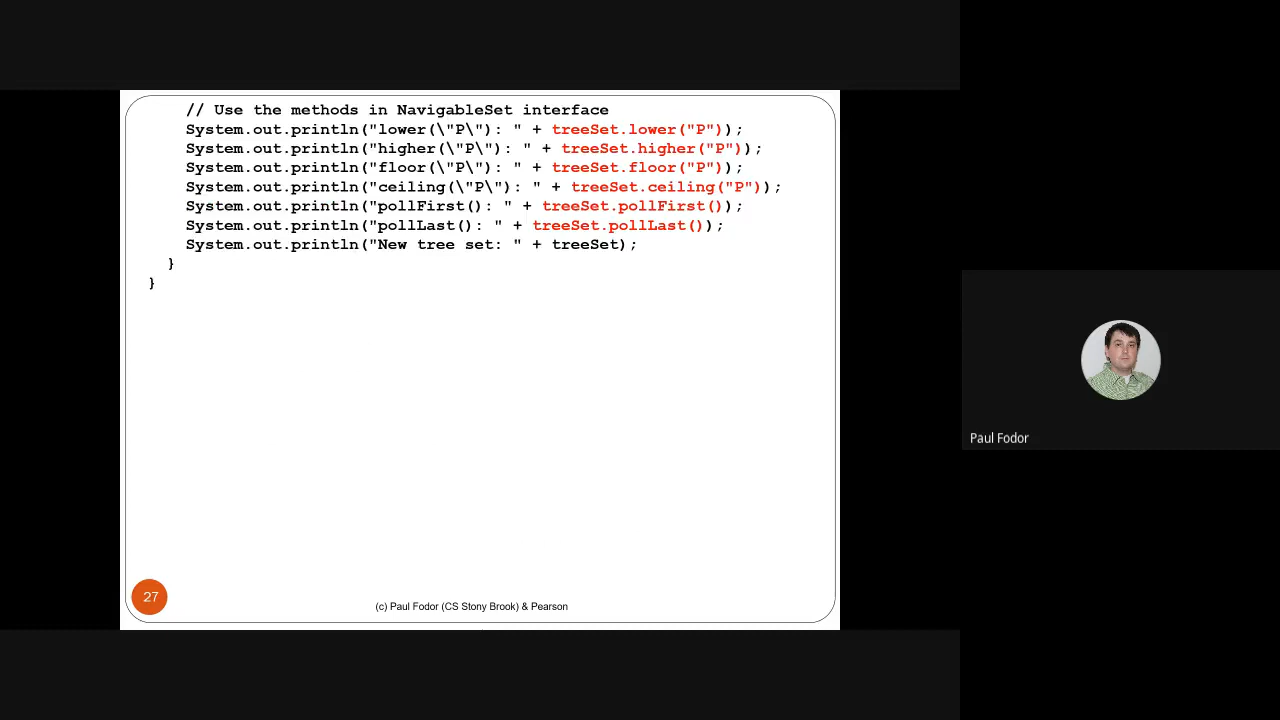 // Use the methods in NavigableSet interface
System.out.println("lower(\"P\"): " + treeSet.lower("P"));
System.out.println("higher(\"P\"): " + treeSet.higher("P"));
System.out.println("floor(\"P\"): " + treeSet.floor("P"));
System.out.println("ceiling(\"P\"): " + treeSet.ceiling("P"));
System.out.println("pollFirst(): " + treeSet.pollFirst());
System.out.println("pollLast(): " + treeSet.pollLast());
System.out.println("New tree set: " + treeSet);
}
}
27
(c) Paul Fodor (CS Stony Brook) & Pearson
Paul Fodor